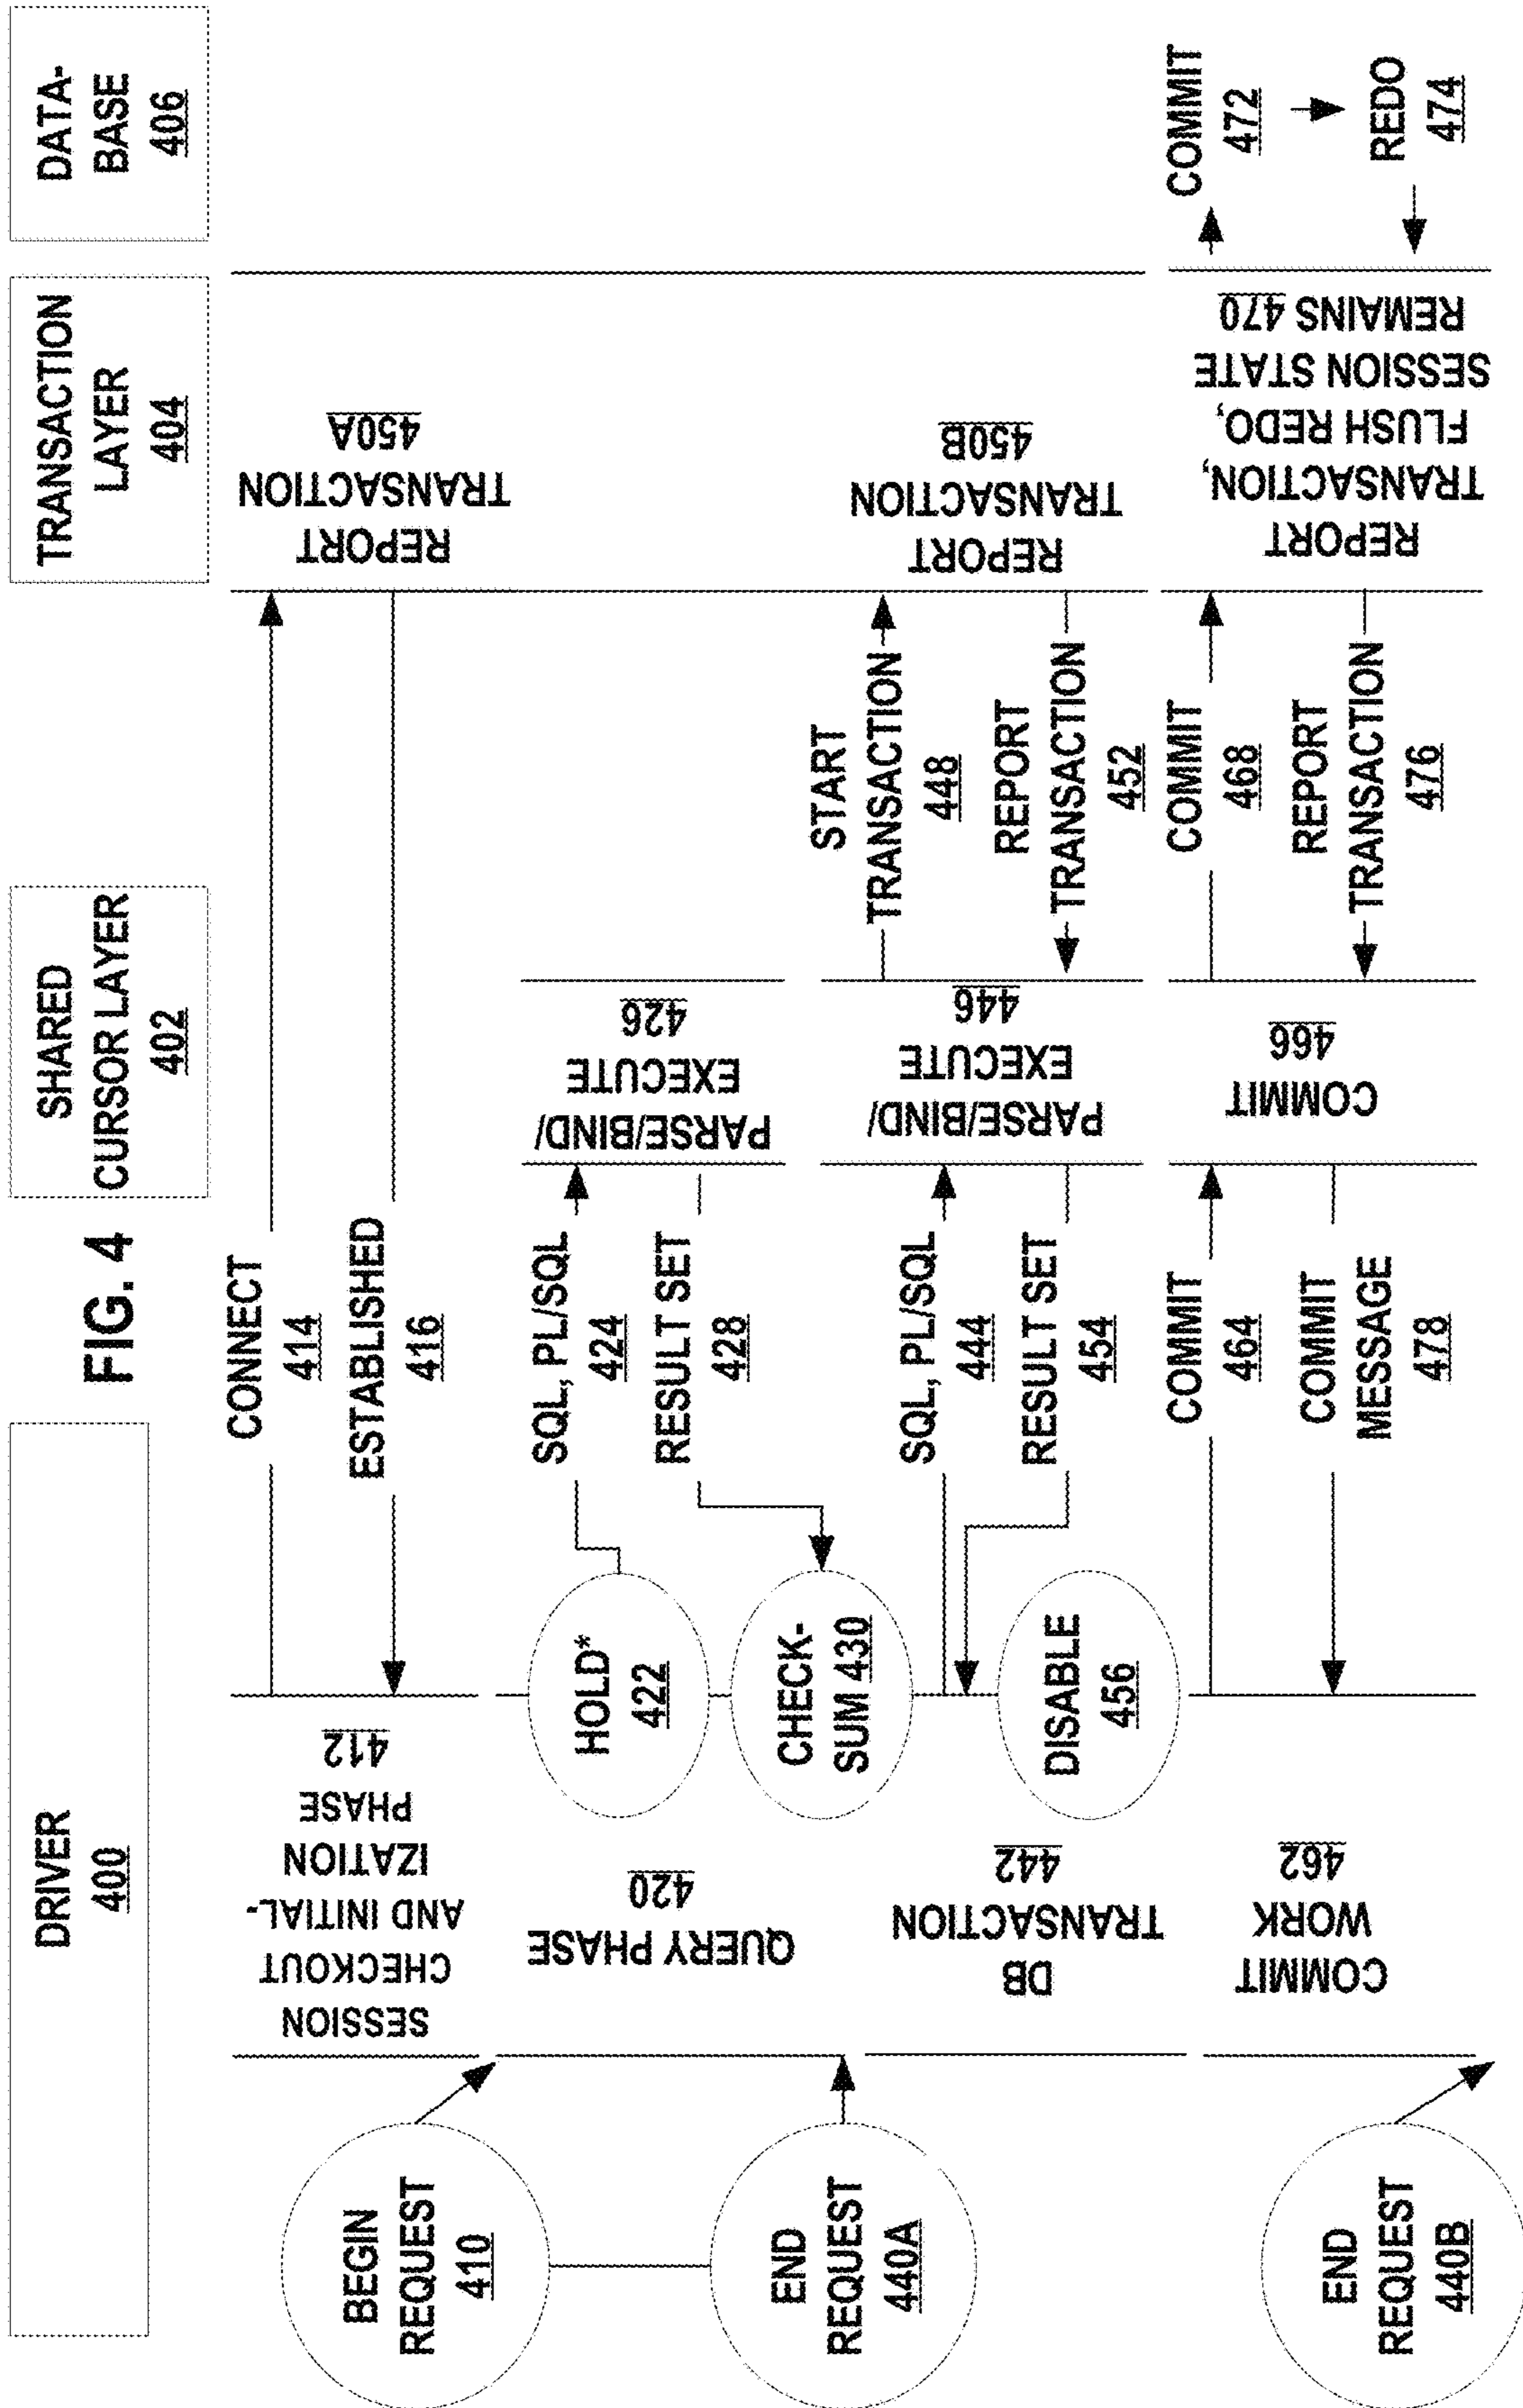 FIG. 4
DRIVER
400
SHARED
CURSOR LAYER
402
TRANSACTION
LAYER
404
DATA-
BASE
406
BEGIN
REQUEST
410
SESSION
CHECKOUT
AND INITIAL-
IZATION
PHASE
412
CONNECT
414
ESTABLISHED
416
REPORT
TRANSACTION
450A
QUERY PHASE
420
HOLD*
422
SQL, PL/SQL
424
PARSE/BIND/
EXECUTE
426
RESULT SET
428
CHECK-
SUM 430
END
REQUEST
440A
DB
TRANSACTION
442
SQL, PL/SQL
444
PARSE/BIND/
EXECUTE
446
START
TRANSACTION
448
REPORT
TRANSACTION
450B
REPORT
TRANSACTION
452
RESULT SET
454
DISABLE
456
COMMIT
WORK
462
COMMIT
464
COMMIT
466
COMMIT
468
REPORT
TRANSACTION,
FLUSH REDO,
SESSION STATE
REMAINS 470
COMMIT
472
REDO
474
REPORT
TRANSACTION
476
COMMIT
MESSAGE
478
END
REQUEST
440B